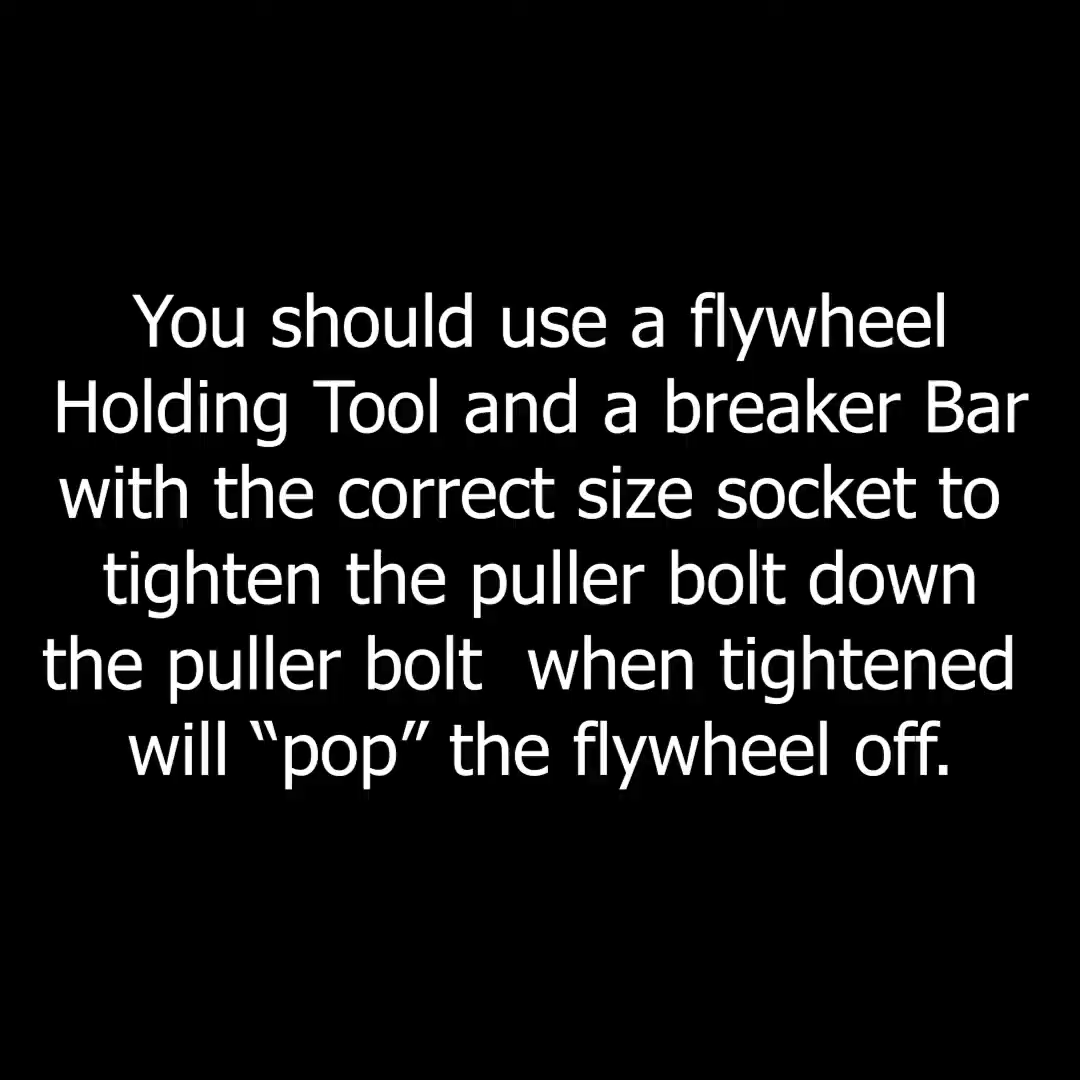 You should use a flywheel
Holding Tool and a breaker Bar
with the correct size socket to
tighten the puller bolt down
the puller bolt  when tightened
will “pop” the flywheel off.